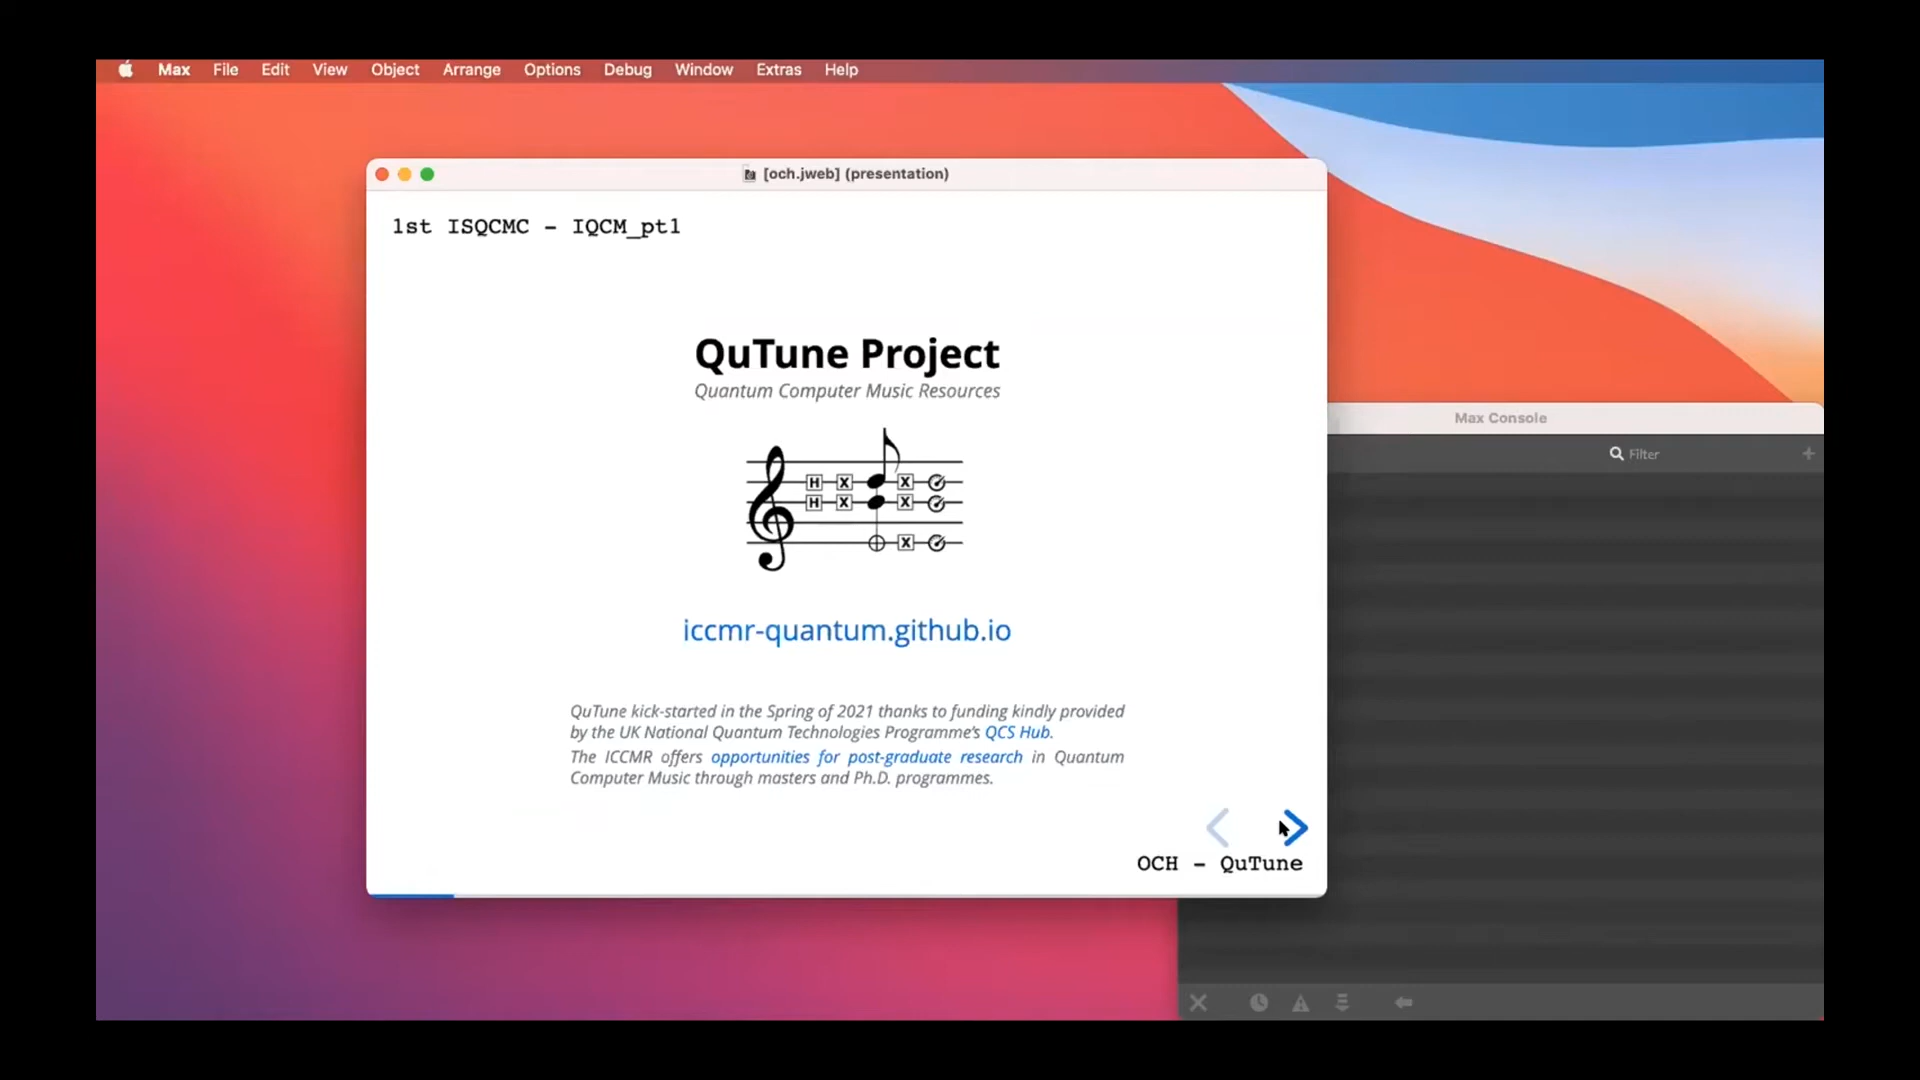 Max File Edit View Object Arrange Options Debug Window Extras Help
[och.jweb] (presentation)
1st ISQCMC - IQCM_pt1
QuTune Project
Quantum Computer Music Resources
H X X
H X X
X
iccmr-quantum.github.io
QuTune kick-started in the Spring of 2021 thanks to funding kindly provided
by the UK National Quantum Technologies Programme's QCS Hub.
The ICCMR offers opportunities for post-graduate research in Quantum
Computer Music through masters and Ph.D. programmes.
OCH - QuTune
Max Console
Filter